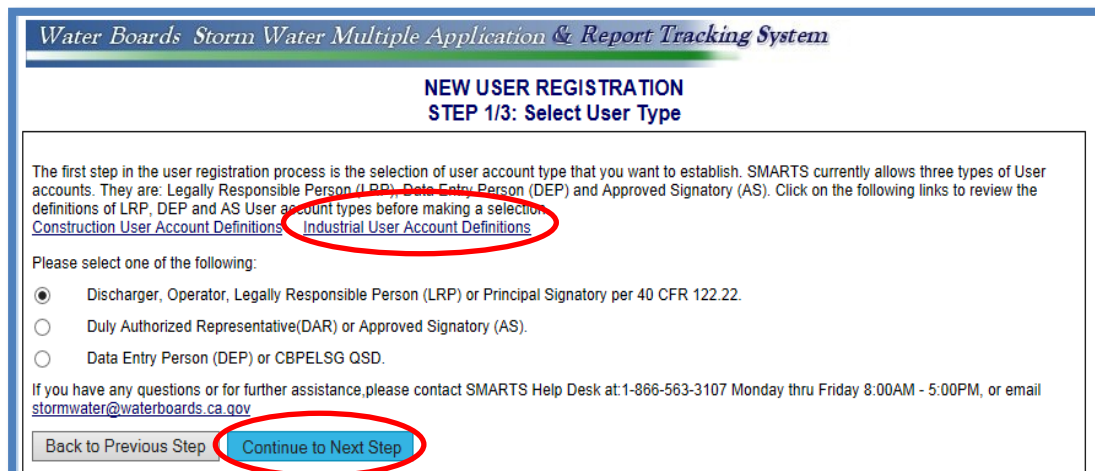 Water Boards Storm Water Multiple Application & Report Tracking System
NEW USER REGISTRATION
STEP 1/3: Select User Type
The first step in the user registration process is the selection of user account type that you want to establish. SMARTS currently allows three types of User
accounts. They are: Legally Responsible Person (LRP), Data Entry Person (DEP) and Approved Signatory (AS). Click on the following links to review the
definitions of LRP, DEP and AS User account types before making a selection.
Construction User Account Definitions Industrial User Account Definitions
Please select one of the following:
Discharger, Operator, Legally Responsible Person (LRP) or Principal Signatory per 40 CFR 122.22.
Duly Authorized Representative(DAR) or Approved Signatory (AS).
Data Entry Person (DEP) or CBPELSG QSD.
If you have any questions or for further assistance,please contact SMARTS Help Desk at:1-866-563-3107 Monday thru Friday 8:00AM - 5:00PM, or email
stormwater@waterboards.ca.gov
Back to Previous Step Continue to Next Step